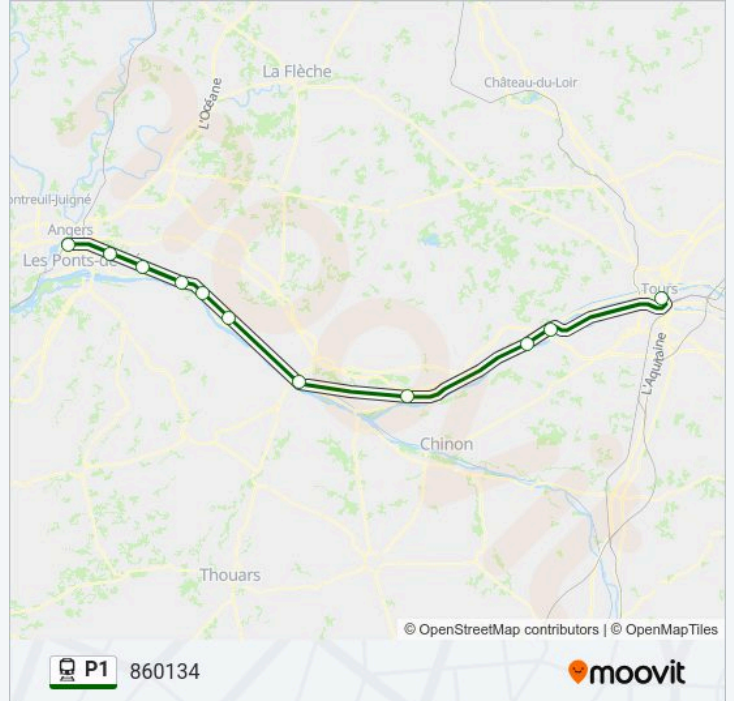 La Flèche
Château-du-Loir
L'Océane
ontreuil-Juigné
Angers
Les Ponts-de-
Tours
L'Aquitaine
Chinon
Thouars
© OpenStreetMap contributors | © OpenMapTiles
P1 860134
moovit